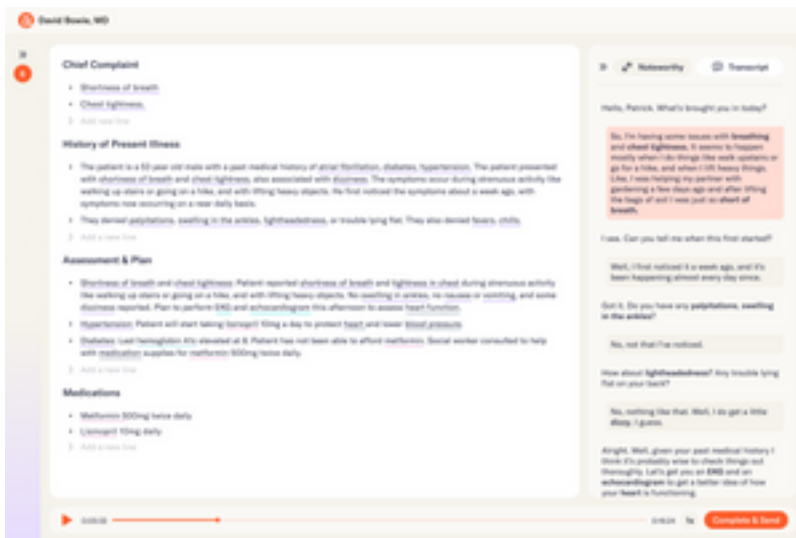 David Bowie, MD
Chief Complaint
Shortness of breath
Chest tightness.
Add new line
History of Present Illness
The patient is a 52 year old male with a past medical history of atrial fibrillation, diabetes, hypertension. The patient presented
with shortness of breath and chest tightness, also associated with dizziness. The symptoms occur during strenuous activity like
walking up stairs or going on a hike, and with lifting heavy objects. He first noticed the symptoms about a week ago, with
symptoms now occurring on a near daily basis.
They denied palpitations, swelling in the ankles, lightheadedness, or trouble lying flat. They also denied fevers, chills.
Add a new line
Assessment & Plan
Shortness of breath and chest tightness: Patient reported shortness of breath and tightness in chest during strenuous activity
like walking up stairs or going on a hike, and with lifting heavy objects. No swelling in ankles, no nausea or vomiting, and some
dizziness reported. Plan to perform EKG and echocardiogram this afternoon to assess heart function.
Hypertension: Patient will start taking lisinopril 10mg a day to protect heart and lower blood pressure.
Diabetes: Last hemoglobin A1c elevated at 8. Patient has not been able to afford metformin. Social worker consulted to help
with medication supplies for metformin 500mg twice daily.
Add a new line
Medications
Metformin 500mg twice daily.
Lisinopril 10mg daily.
Add a new line
Noteworthy
Transcript
Hello, Patrick. What's brought you in today?
So, I'm having some issues with breathing
and chest tightness. It seems to happen
mostly when I do things like walk upstairs or
go for a hike, and when I lift heavy things.
Like, I was helping my partner with
gardening a few days ago and after lifting
the bags of soil I was just so short of
breath.
I see. Can you tell me when this first started?
Well, I first noticed it a week ago, and it's
been happening almost every day since.
Got it. Do you have any palpitations, swelling
in the ankles?
No, not that I've noticed.
How about lightheadedness? Any trouble lying
flat on your back?
No, nothing like that. Well, I do get a little
dizzy, I guess.
Alright. Well, given your past medical history I
think it's probably wise to check things out
thoroughly. Let's get you an EKG and an
echocardiogram to get a better idea of how
your heart is functioning.
1x
Complete & Send